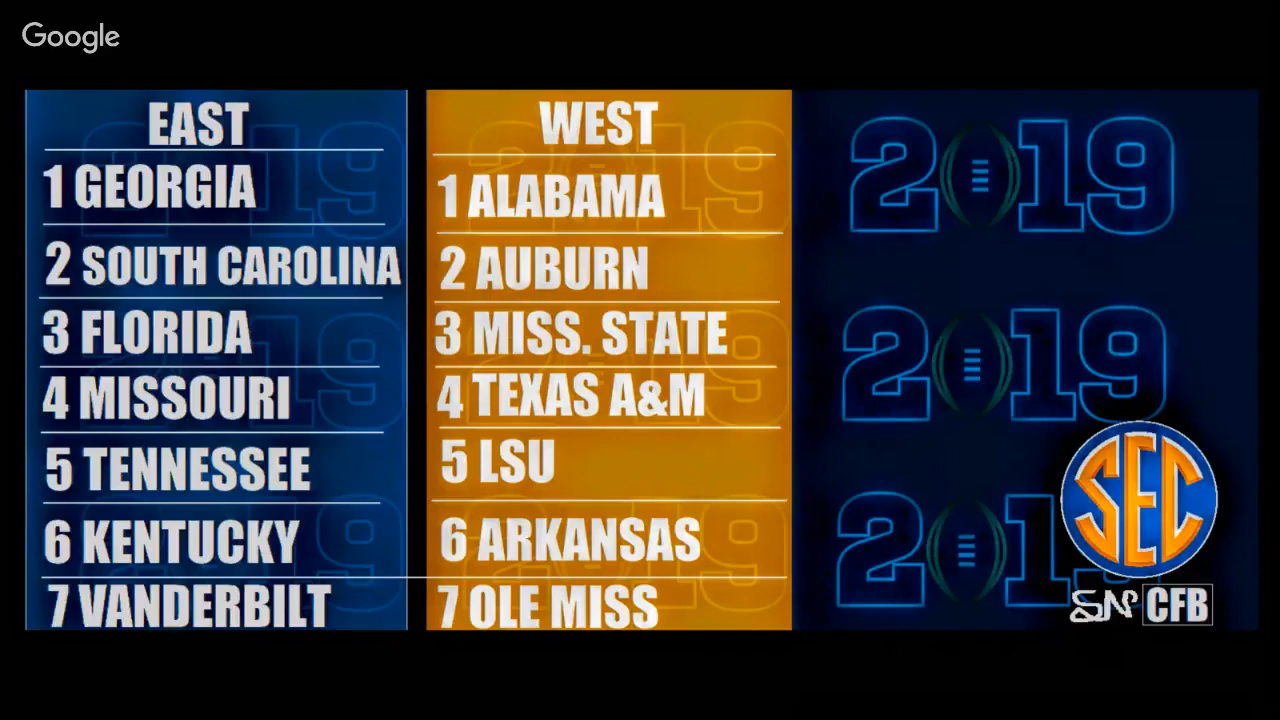 Google
EAST
1 GEORGIA
2 SOUTH CAROLINA
3 FLORIDA
4 MISSOURI
5 TENNESSEE
6 KENTUCKY
7 VANDERBILT
WEST
1 ALABAMA
2 AUBURN
3 MISS. STATE
4 TEXAS A&M
5 LSU
6 ARKANSAS
7 OLE MISS
2019
2019
2019
SEC
SN CFB